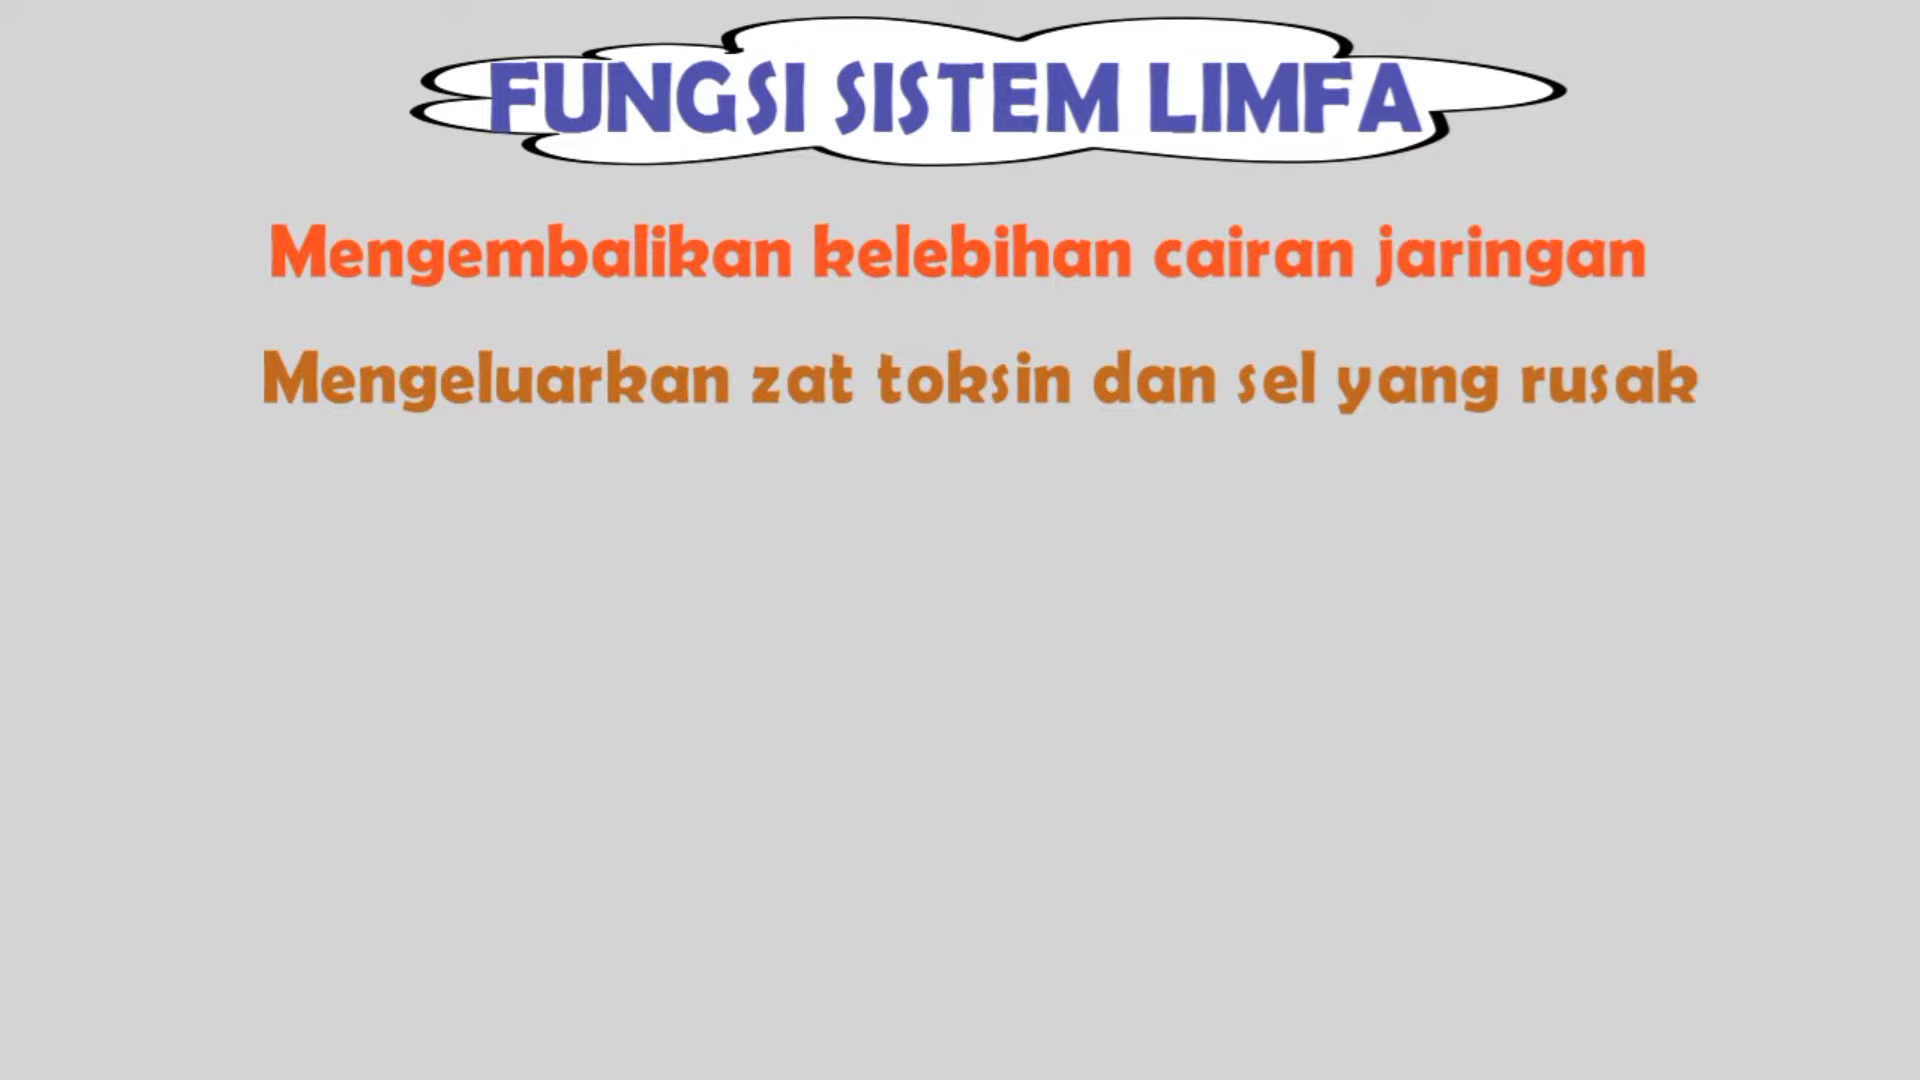 FUNGSI SISTEM LIMFA
Mengembalikan kelebihan cairan jaringan
Mengeluarkan zat toksin dan sel yang rusak